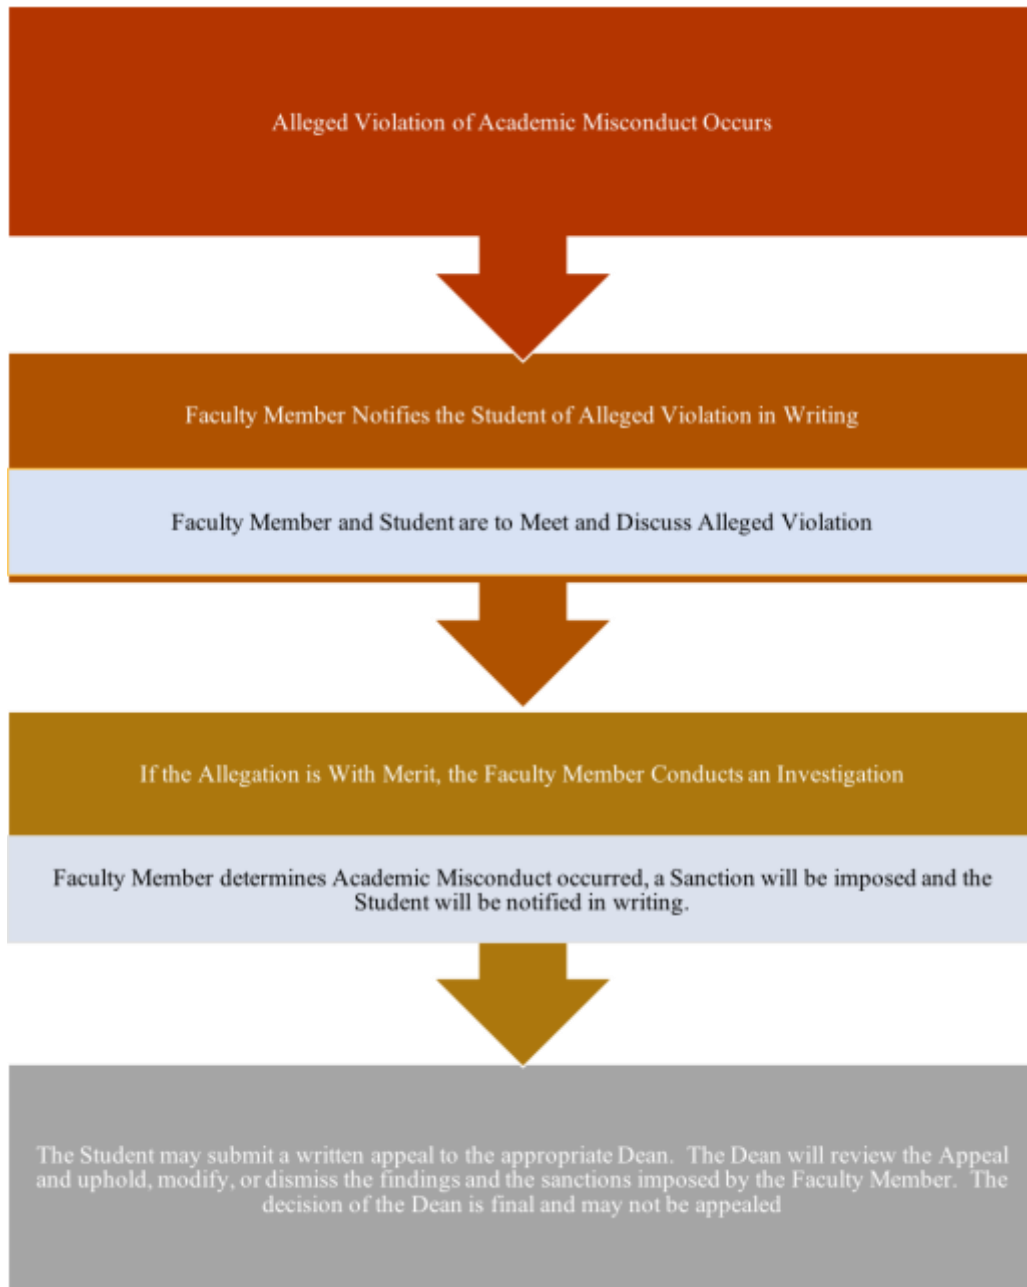 Alleged Violation of Academic Misconduct Occurs
Faculty Member Notifies the Student of Alleged Violation in Writing
Faculty Member and Student are to Meet and Discuss Alleged Violation
If the Allegation is With Merit, the Faculty Member Conducts an Investigation
Faculty Member determines Academic Misconduct occurred, a Sanction will be imposed and the
Student will be notified in writing.
The Student may submit a written appeal to the appropriate Dean.  The Dean will review the Appeal
and uphold, modify, or dismiss the findings and the sanctions imposed by the Faculty Member.  The
decision of the Dean is final and may not be appealed